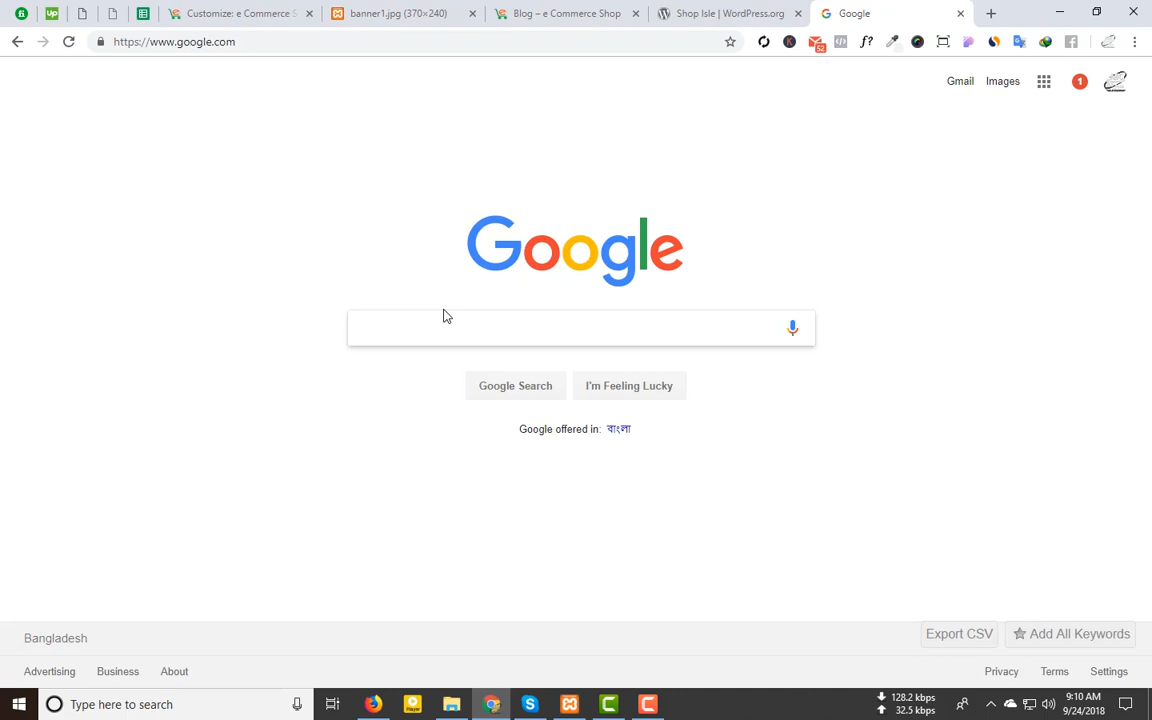 Customize: e Commerce S
banner1.jpg (370×240)
Blog – e Commerce Shop
Shop Isle | WordPress.org
Google
https://www.google.com
52
f?
Gmail
Images
1
Google
Google Search
I'm Feeling Lucky
Google offered in: বাংলা
Bangladesh
Export CSV
Add All Keywords
Advertising
Business
About
Privacy
Terms
Settings
Type here to search
128.2 kbps
32.5 kbps
9:10 AM
9/24/2018